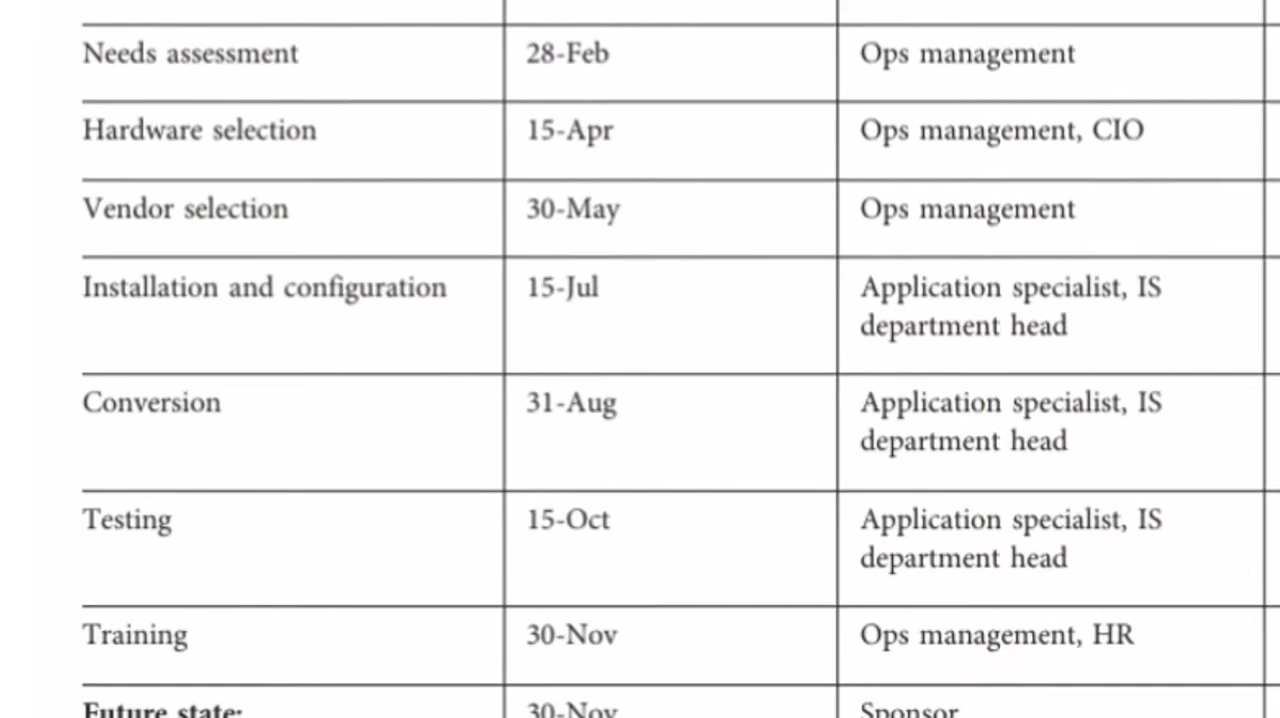 Needs assessment 28-Feb Ops management
Hardware selection 15-Apr Ops management, CIO
Vendor selection 30-May Ops management
Installation and configuration 15-Jul Application specialist, IS
department head
Conversion 31-Aug Application specialist, IS
department head
Testing 15-Oct Application specialist, IS
department head
Training 30-Nov Ops management, HR
Future state: 30-Nov Sponsor